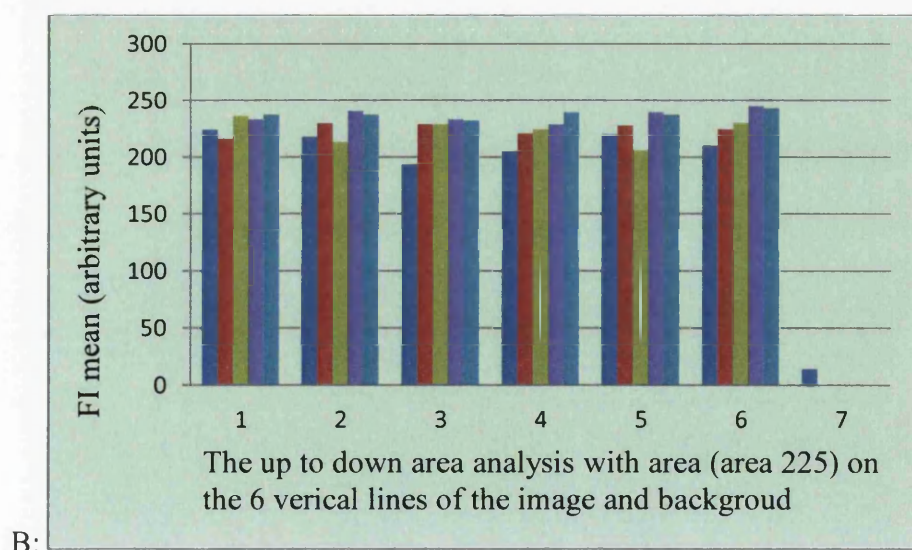 300
250
200
150
100
50
0
FI mean (arbitrary units)
1 2 3 4 5 6 7
The up to down area analysis with area (area 225) on
the 6 verical lines of the image and backgroud
B: